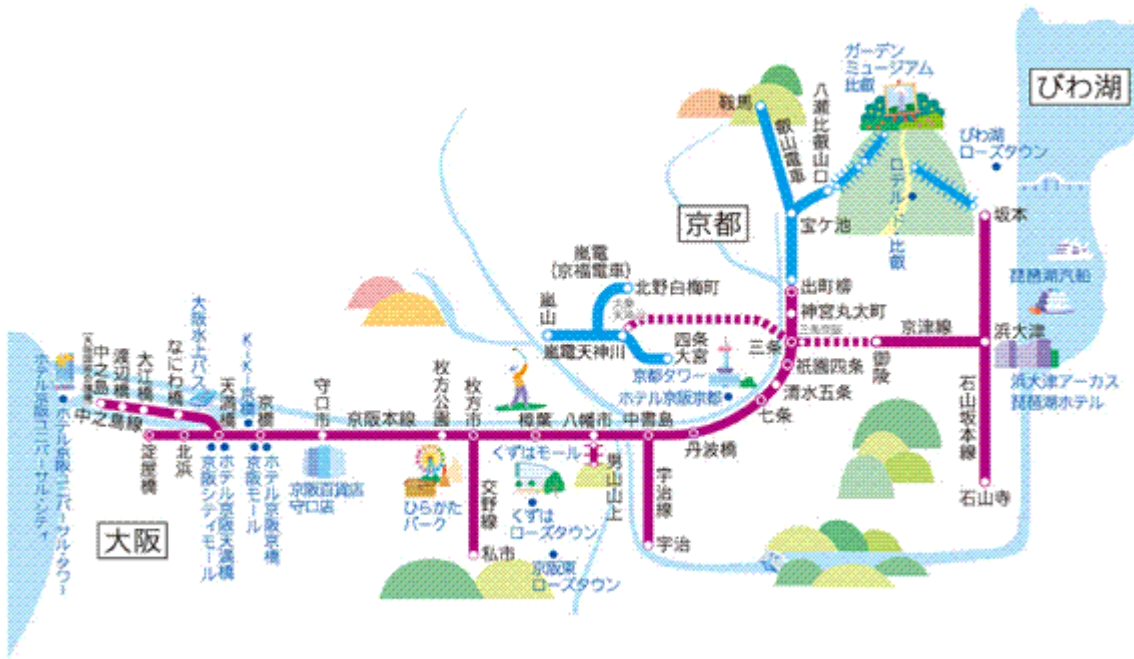 ガーデン
ミュージアム
比叡
びわ湖
鞍馬
八瀬比叡山口
叡山電車
びわ湖
ローズタウン
ロテル・ド・比叡
京都
宝ケ池
坂本
嵐電
(京福電車)
北野白梅町
出町柳
琵琶湖汽船
嵐山
神宮丸太町
京津線
浜大津
嵐電天神川
四条
大宮
三条
御陵
祇園四条
京都タワー
ホテル京阪京都
清水五条
七条
浜大津アーカス
琵琶湖ホテル
石山坂本線
石山寺
大阪水上バス
中之島
渡辺橋
大江橋
なにわ橋
中之島線
天満橋
京橋
守口市
京阪本線
枚方公園
枚方市
樟葉
八幡市
中書島
丹波橋
淀屋橋
北浜
くずはモール
男山山上
宇治線
宇治
ホテル京阪ユニバーサル・シティ
ホテル京阪ユニバーサル・タワー
京阪シティモール
ホテル京阪天満橋
京阪モール
ホテル京阪京橋
京阪百貨店
守口店
ひらかた
パーク
交野線
私市
くずは
ローズタウン
京阪東
ローズタウン
大阪